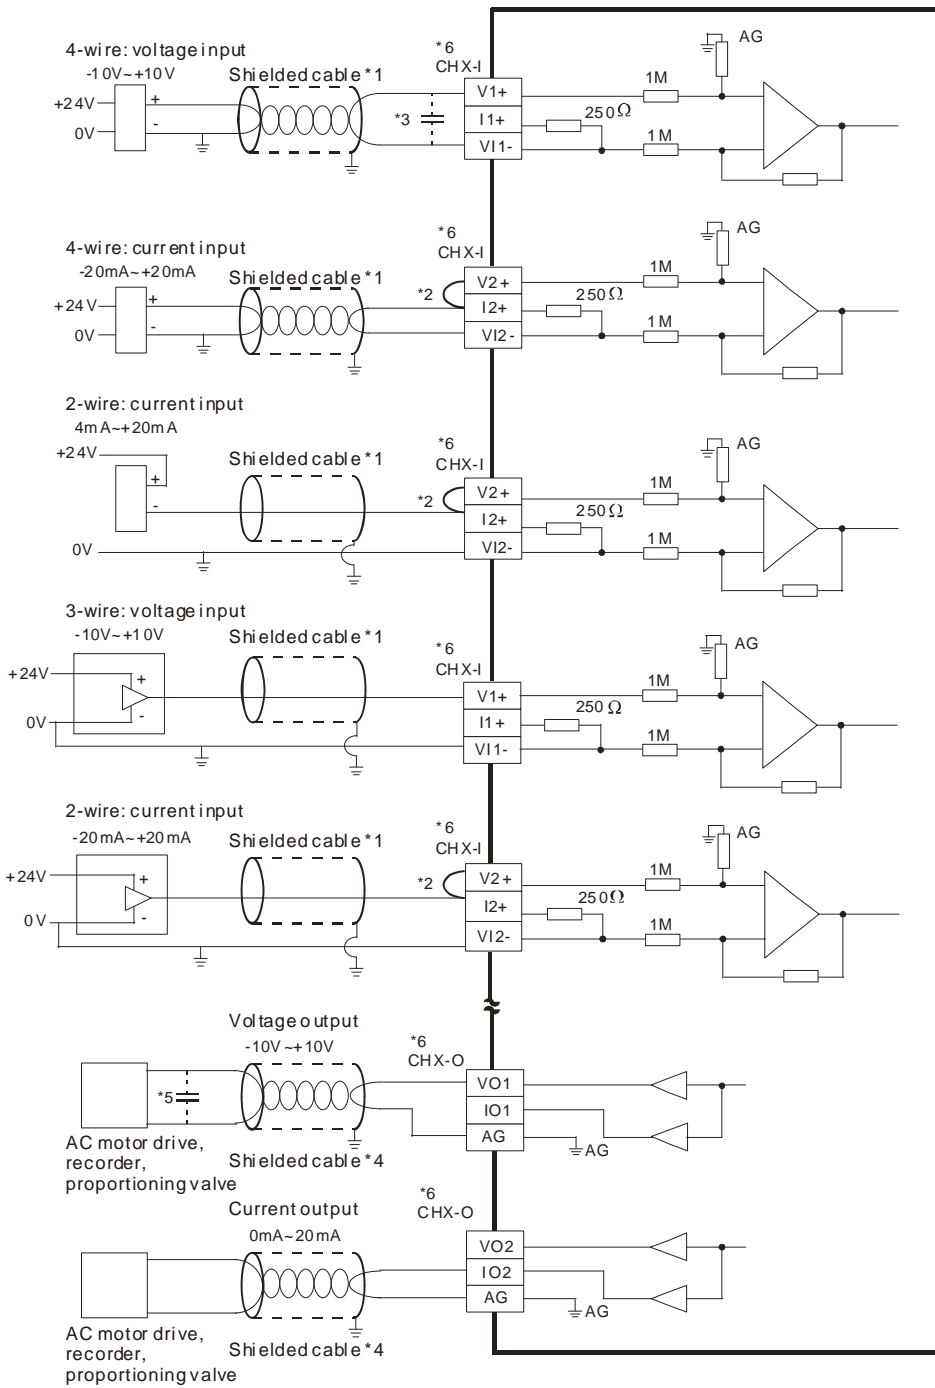 4-wire: voltage input
-10V~+10V
+24V
0V
+
-
Shielded cable *1
*3
*6
CHX-I
V1+
I1+
VI1-
250Ω
1M
1M
AG
4-wire: current input
-20mA~+20mA
+24V
0V
+
-
Shielded cable *1
*2
*6
CHX-I
V2+
I2+
VI2-
250Ω
1M
1M
AG
2-wire: current input
4mA~+20mA
+24V
+
-
0V
Shielded cable *1
*2
*6
CHX-I
V2+
I2+
VI2-
250Ω
1M
1M
AG
3-wire: voltage input
-10V~+10V
+24V
0V
+
-
Shielded cable *1
*6
CHX-I
V1+
I1+
VI1-
250Ω
1M
1M
AG
2-wire: current input
-20mA~+20mA
+24V
0V
+
-
Shielded cable *1
*2
*6
CHX-I
V2+
I2+
VI2-
250Ω
1M
1M
AG
Voltage output
-10V~+10V
*5
AC motor drive,
recorder,
proportioning valve
Shielded cable *4
*6
CHX-O
VO1
IO1
AG
AG
Current output
0mA~20mA
AC motor drive,
recorder,
proportioning valve
Shielded cable *4
*6
CHX-O
VO2
IO2
AG
AG